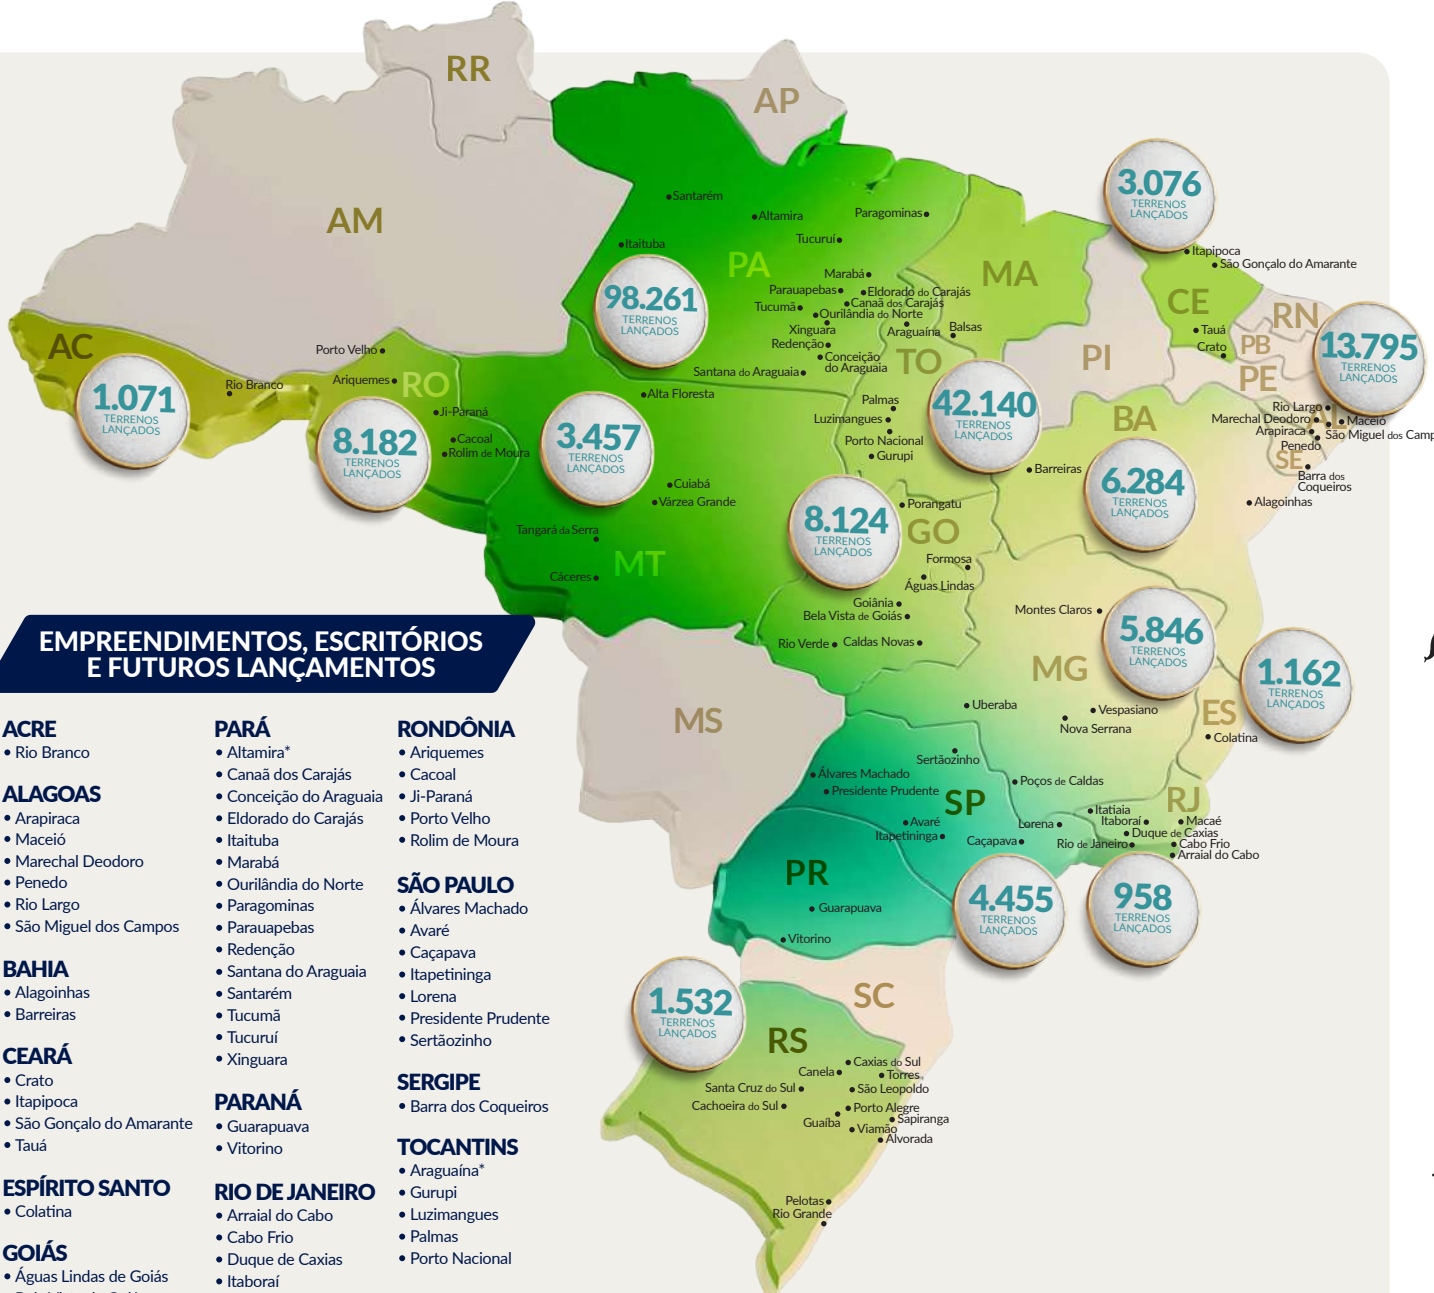 RR
AP
AM
3.076
TERRENOS
LANÇADOS
Santarém
Altamira
Paragominas
Tucuruí
Itaituba
Itapipoca
São Gonçalo do Amarante
PA
MA
Marabá
Parauapebas
Eldorado do Carajás
Canaã dos Carajás
Tucumã
Ourilândia do Norte
Xinguara
Araguaína
Balsas
Redenção
Conceição
do Araguaia
Santana do Araguaia
98.261
TERRENOS
LANÇADOS
CE
RN
Tauá
Crato
PB
PI
PE
TO
13.795
TERRENOS
LANÇADOS
AC
1.071
TERRENOS
LANÇADOS
Rio Branco
Porto Velho
Ariquemes
RO
Ji-Paraná
Cacoal
Rolim de Moura
8.182
TERRENOS
LANÇADOS
Alta Floresta
3.457
TERRENOS
LANÇADOS
Palmas
Luzimangues
Porto Nacional
Gurupi
42.140
TERRENOS
LANÇADOS
BA
Barreiras
6.284
TERRENOS
LANÇADOS
Rio Largo
Marechal Deodoro
AL
Maceió
Arapiraca
São Miguel dos Camp
Penedo
SE
Barra dos
Coqueiros
Alagoinhas
Cuiabá
Várzea Grande
Tangará da Serra
MT
Cáceres
8.124
TERRENOS
LANÇADOS
Porangatu
GO
Formosa
Águas Lindas
Goiânia
Bela Vista de Goiás
Rio Verde
Caldas Novas
Montes Claros
5.846
TERRENOS
LANÇADOS
MG
1.162
TERRENOS
LANÇADOS
ES
Colatina
Uberaba
Vespasiano
Nova Serrana
MS
Sertãozinho
Álvares Machado
Presidente Prudente
SP
Poços de Caldas
Avaré
Itapetininga
Lorena
Caçapava
RJ
Itatiaia
Itaboraí
Macaé
Duque de Caxias
Rio de Janeiro
Cabo Frio
Arraial do Cabo
4.455
TERRENOS
LANÇADOS
958
TERRENOS
LANÇADOS
PR
Guarapuava
Vitorino
SC
1.532
TERRENOS
LANÇADOS
RS
Caxias do Sul
Canela
Torres
Santa Cruz do Sul
São Leopoldo
Cachoeira do Sul
Porto Alegre
Guaíba
Sapiranga
Viamão
Alvorada
Pelotas
Rio Grande
EMPREENDIMENTOS, ESCRITÓRIOS
E FUTUROS LANÇAMENTOS
ACRE
• Rio Branco
ALAGOAS
• Arapiraca
• Maceió
• Marechal Deodoro
• Penedo
• Rio Largo
• São Miguel dos Campos
BAHIA
• Alagoinhas
• Barreiras
CEARÁ
• Crato
• Itapipoca
• São Gonçalo do Amarante
• Tauá
ESPÍRITO SANTO
• Colatina
GOIÁS
• Águas Lindas de Goiás
PARÁ
• Altamira*
• Canaã dos Carajás
• Conceição do Araguaia
• Eldorado do Carajás
• Itaituba
• Marabá
• Ourilândia do Norte
• Paragominas
• Parauapebas
• Redenção
• Santana do Araguaia
• Santarém
• Tucumã
• Tucuruí
• Xinguara
PARANÁ
• Guarapuava
• Vitorino
RIO DE JANEIRO
• Arraial do Cabo
• Cabo Frio
• Duque de Caxias
• Itaboraí
RONDÔNIA
• Ariquemes
• Cacoal
• Ji-Paraná
• Porto Velho
• Rolim de Moura
SÃO PAULO
• Álvares Machado
• Avaré
• Caçapava
• Itapetininga
• Lorena
• Presidente Prudente
• Sertãozinho
SERGIPE
• Barra dos Coqueiros
TOCANTINS
• Araguaína*
• Gurupi
• Luzimangues
• Palmas
• Porto Nacional